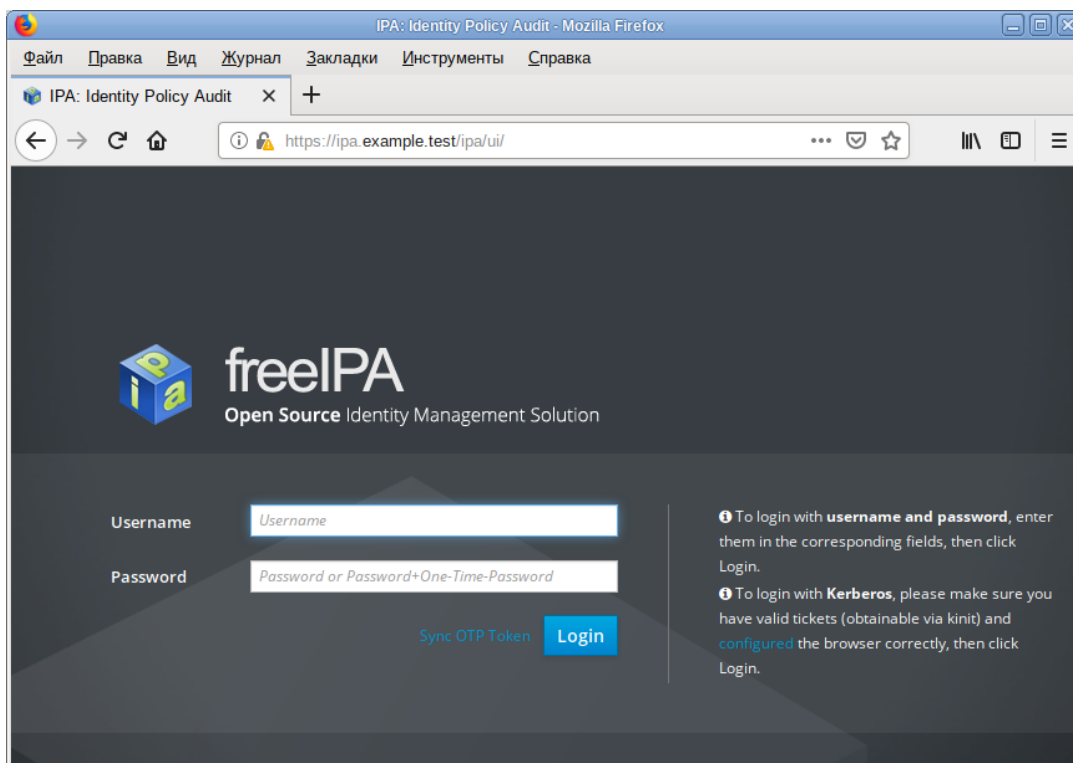 IPA: Identity Policy Audit - Mozilla Firefox
Файл Правка Вид Журнал Закладки Инструменты Справка
IPA: Identity Policy Audit
https://ipa.example.test/ipa/ui/
ipa
freeIPA
Open Source Identity Management Solution
Username Username
Password Password or Password+One-Time-Password
Sync OTP Token Login
To login with username and password, enter
them in the corresponding fields, then click
Login.
To login with Kerberos, please make sure you
have valid tickets (obtainable via kinit) and
configured the browser correctly, then click
Login.